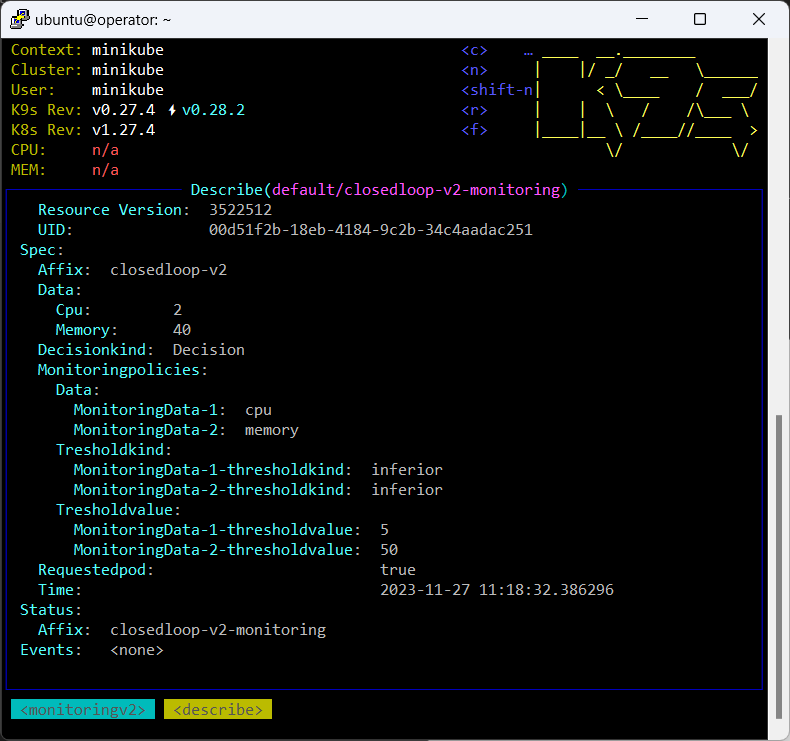 ubuntu@operator: ~
Context: minikube <c> …
Cluster: minikube <n>
User: minikube <shift-n
K9s Rev: v0.27.4 ⚡v0.28.2 <r>
K8s Rev: v1.27.4 <f>
CPU: n/a
MEM: n/a
Describe(default/closedloop-v2-monitoring)
Resource Version: 3522512
UID: 00d51f2b-18eb-4184-9c2b-34c4aadac251
Spec:
Affix: closedloop-v2
Data:
Cpu: 2
Memory: 40
Decisionkind: Decision
Monitoringpolicies:
Data:
MonitoringData-1: cpu
MonitoringData-2: memory
Tresholdkind:
MonitoringData-1-thresholdkind: inferior
MonitoringData-2-thresholdkind: inferior
Tresholdvalue:
MonitoringData-1-thresholdvalue: 5
MonitoringData-2-thresholdvalue: 50
Requestedpod: true
Time: 2023-11-27 11:18:32.386296
Status:
Affix: closedloop-v2-monitoring
Events: <none>
<monitoringv2> <describe>